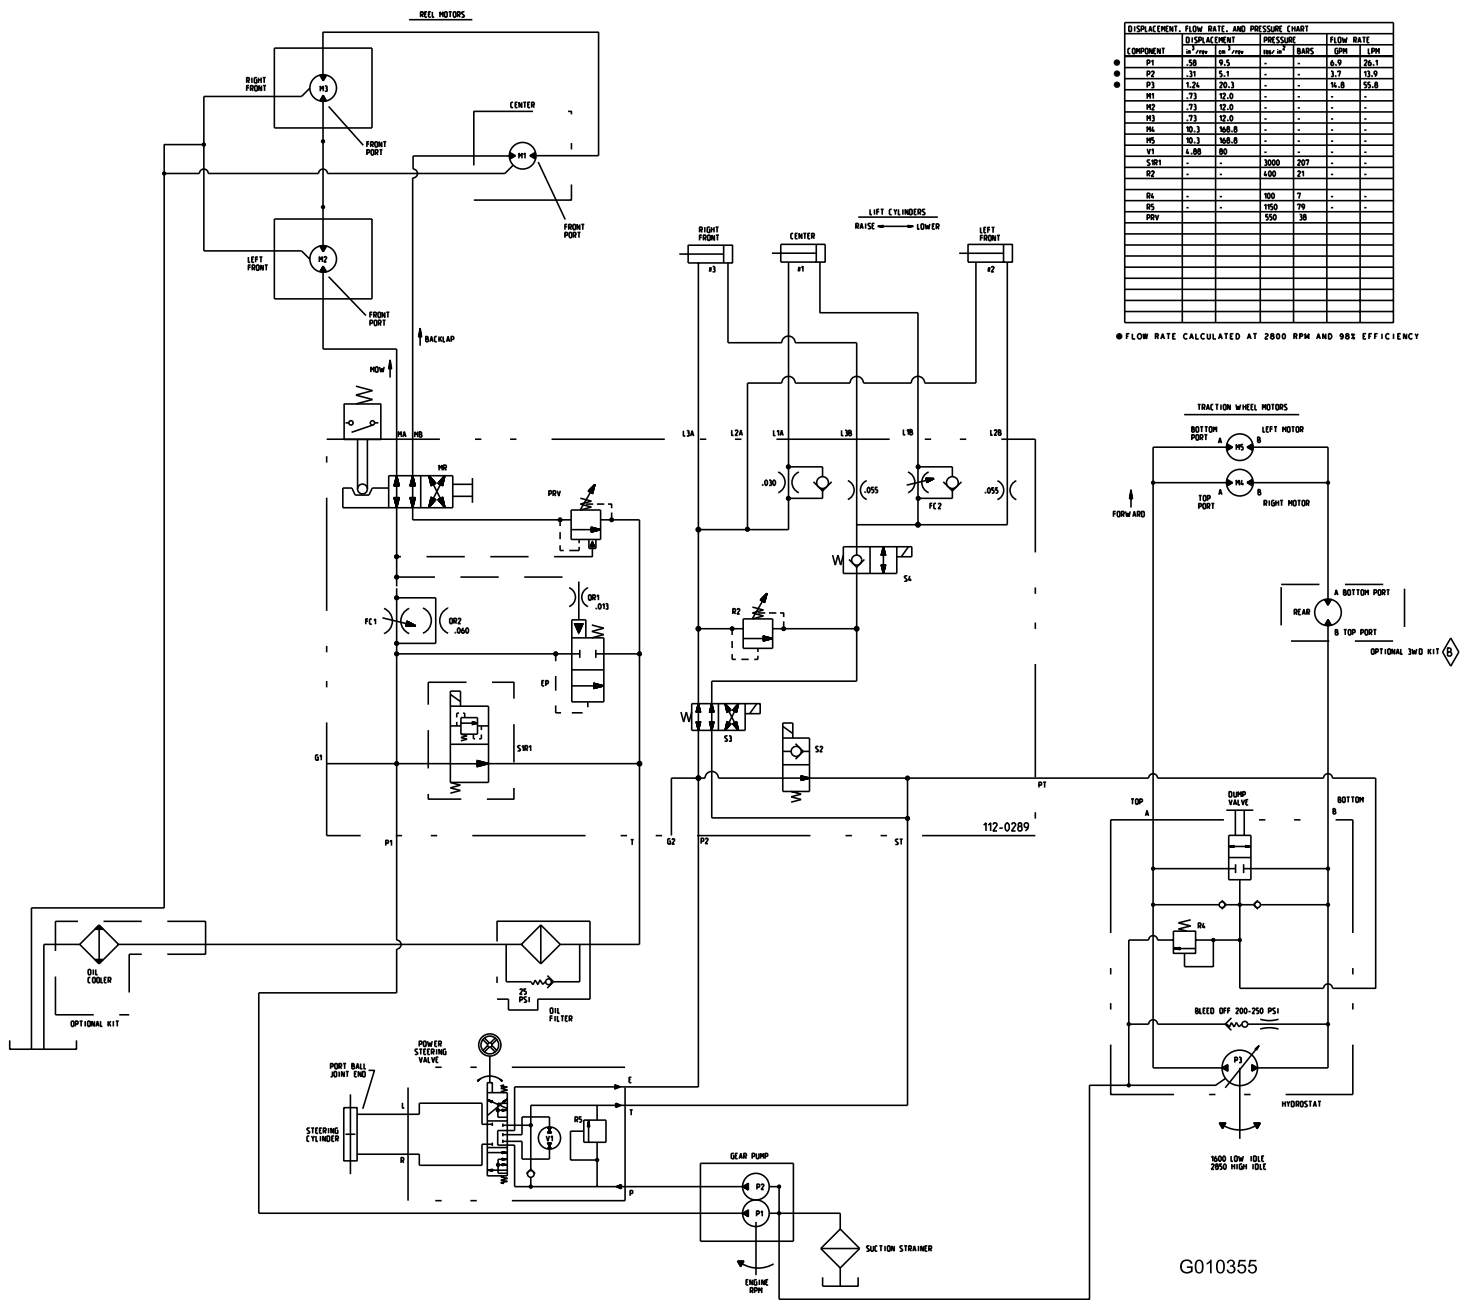 REEL MOTORS
RIGHT
FRONT
M3
FRONT
PORT
CENTER
M1
FRONT
PORT
LEFT
FRONT
M2
FRONT
PORT
MOW
BACKLAP
DISPLACEMENT, FLOW RATE, AND PRESSURE CHART
DISPLACEMENT PRESSURE FLOW RATE
COMPONENT in³/rev cm³/rev lbs/in² BARS GPM LPM
P1 .58 9.5 - - 6.9 26.1
P2 .31 5.1 - - 3.7 13.9
P3 1.24 20.3 - - 14.8 55.8
M1 .73 12.0 - - - -
M2 .73 12.0 - - - -
M3 .73 12.0 - - - -
M4 10.3 168.8 - - - -
M5 10.3 168.8 - - - -
V1 4.88 80 - - - -
S1R1 - - 3000 207 - -
R2 - - 400 21 - -
R4 - - 100 7 - -
R5 - - 1150 79 - -
PRV 550 38
● FLOW RATE CALCULATED AT 2800 RPM AND 98% EFFICIENCY
LIFT CYLINDERS
RAISE LOWER
RIGHT
FRONT
#3
CENTER
#1
LEFT
FRONT
#2
MA MB
L3A L2A L1A L3B L1B L2B
MR
PRV
.030
.055
FC2
.055
S4
FC1
OR2
.060
OR1
.013
EP
R2
S3
S2
G1
S1R1
PT
P1
T
G2
P2
ST
112-0289
TRACTION WHEEL MOTORS
BOTTOM
PORT
A M5 B
LEFT MOTOR
A M4 B
TOP
PORT
RIGHT MOTOR
FORWARD
REAR
A BOTTOM PORT
B TOP PORT
OPTIONAL 3WD KIT B
TOP
A
DUMP
VALVE
BOTTOM
B
R4
BLEED OFF 200-250 PSI
P3
HYDROSTAT
1600 LOW IDLE
2850 HIGH IDLE
OIL
COOLER
OPTIONAL KIT
25
PSI
OIL
FILTER
POWER
STEERING
VALVE
PORT BALL
JOINT END
STEERING
CYLINDER
L
R
V1
R5
E
T
P
GEAR PUMP
P2
P1
ENGINE
RPM
SUCTION STRAINER
G010355